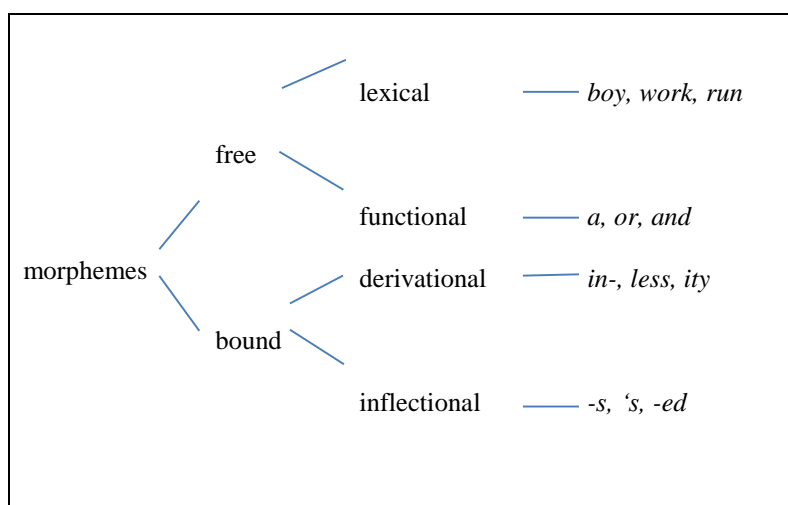 lexical boy, work, run
free
functional a, or, and
morphemes
derivational in-, less, ity
bound
inflectional -s, ‘s, -ed